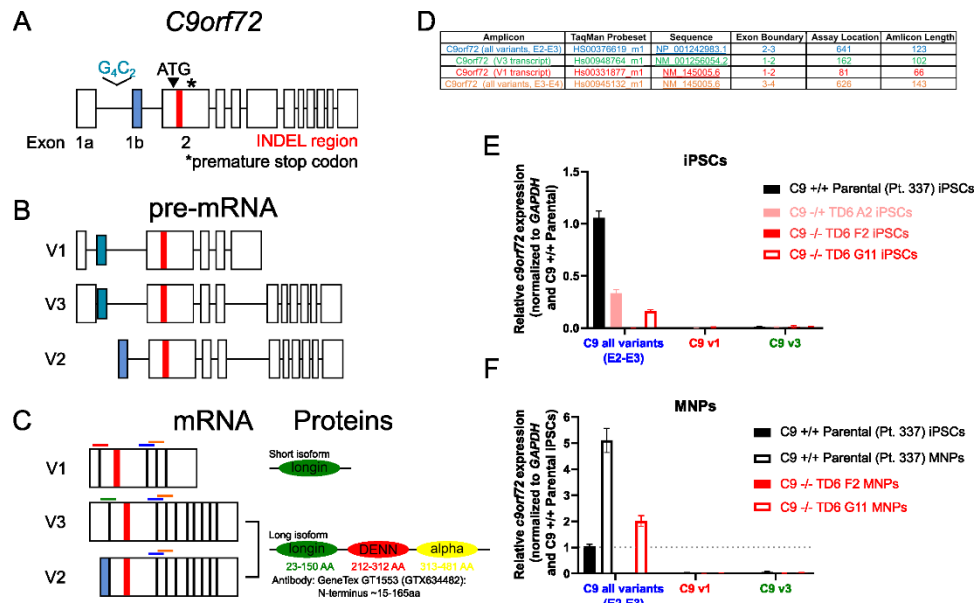 A
C9orf72
G4C2
ATG
*
Exon
1a
1b
2
INDEL region
*premature stop codon
B
pre-mRNA
V1
V3
V2
C
mRNA
Proteins
V1
Short isoform
longin
V3
Long isoform
longin
DENN
alpha
23-150 AA
212-312 AA
313-481 AA
V2
Antibody: GeneTex GT1553 (GTX634482):
N-terminus ~15-165aa
D
Amplicon TaqMan Probeset Sequence Exon Boundary Assay Location Amlicon Length
C9orf72 (all variants, E2-E3) HS00376619_m1 NP_001242983.1 2-3 641 123
C9orf72 (V3 transcript) Hs00948764_m1 NM_001256054.2 1-2 162 102
C9orf72 (V1 transcript) Hs00331877_m1 NM_145005.6 1-2 81 66
C9orf72 (all variants, E3-E4) Hs00945132_m1 NM_145005.6 3-4 626 143
E
iPSCs
Relative c9orf72 expression
(normalized to GAPDH
and C9 +/+ Parental)
1.5
1.0
0.5
0.0
C9 +/+ Parental (Pt. 337) iPSCs
C9 -/+ TD6 A2 iPSCs
C9 -/- TD6 F2 iPSCs
C9 -/- TD6 G11 iPSCs
C9 all variants
(E2-E3)
C9 v1
C9 v3
F
MNPs
Relative c9orf72 expression
(normalized to GAPDH
and C9 +/+ Parental iPSCs)
6
5
4
3
2
1
0
C9 +/+ Parental (Pt. 337) iPSCs
C9 +/+ Parental (Pt. 337) MNPs
C9 -/- TD6 F2 MNPs
C9 -/- TD6 G11 MNPs
C9 all variants
(E2-E3)
C9 v1
C9 v3